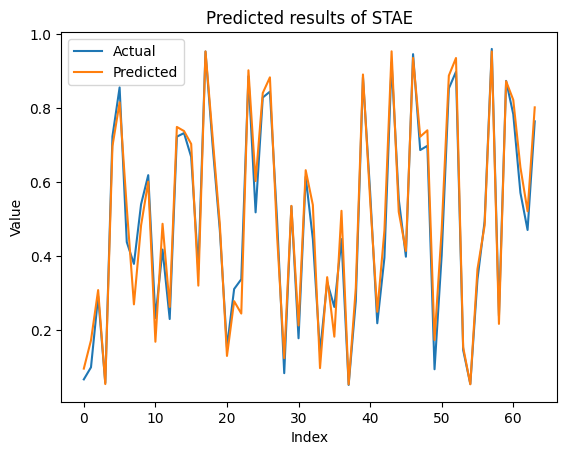 Predicted results of STAE
Actual
Predicted
Value
1.0
0.8
0.6
0.4
0.2
0 10 20 30 40 50 60
Index